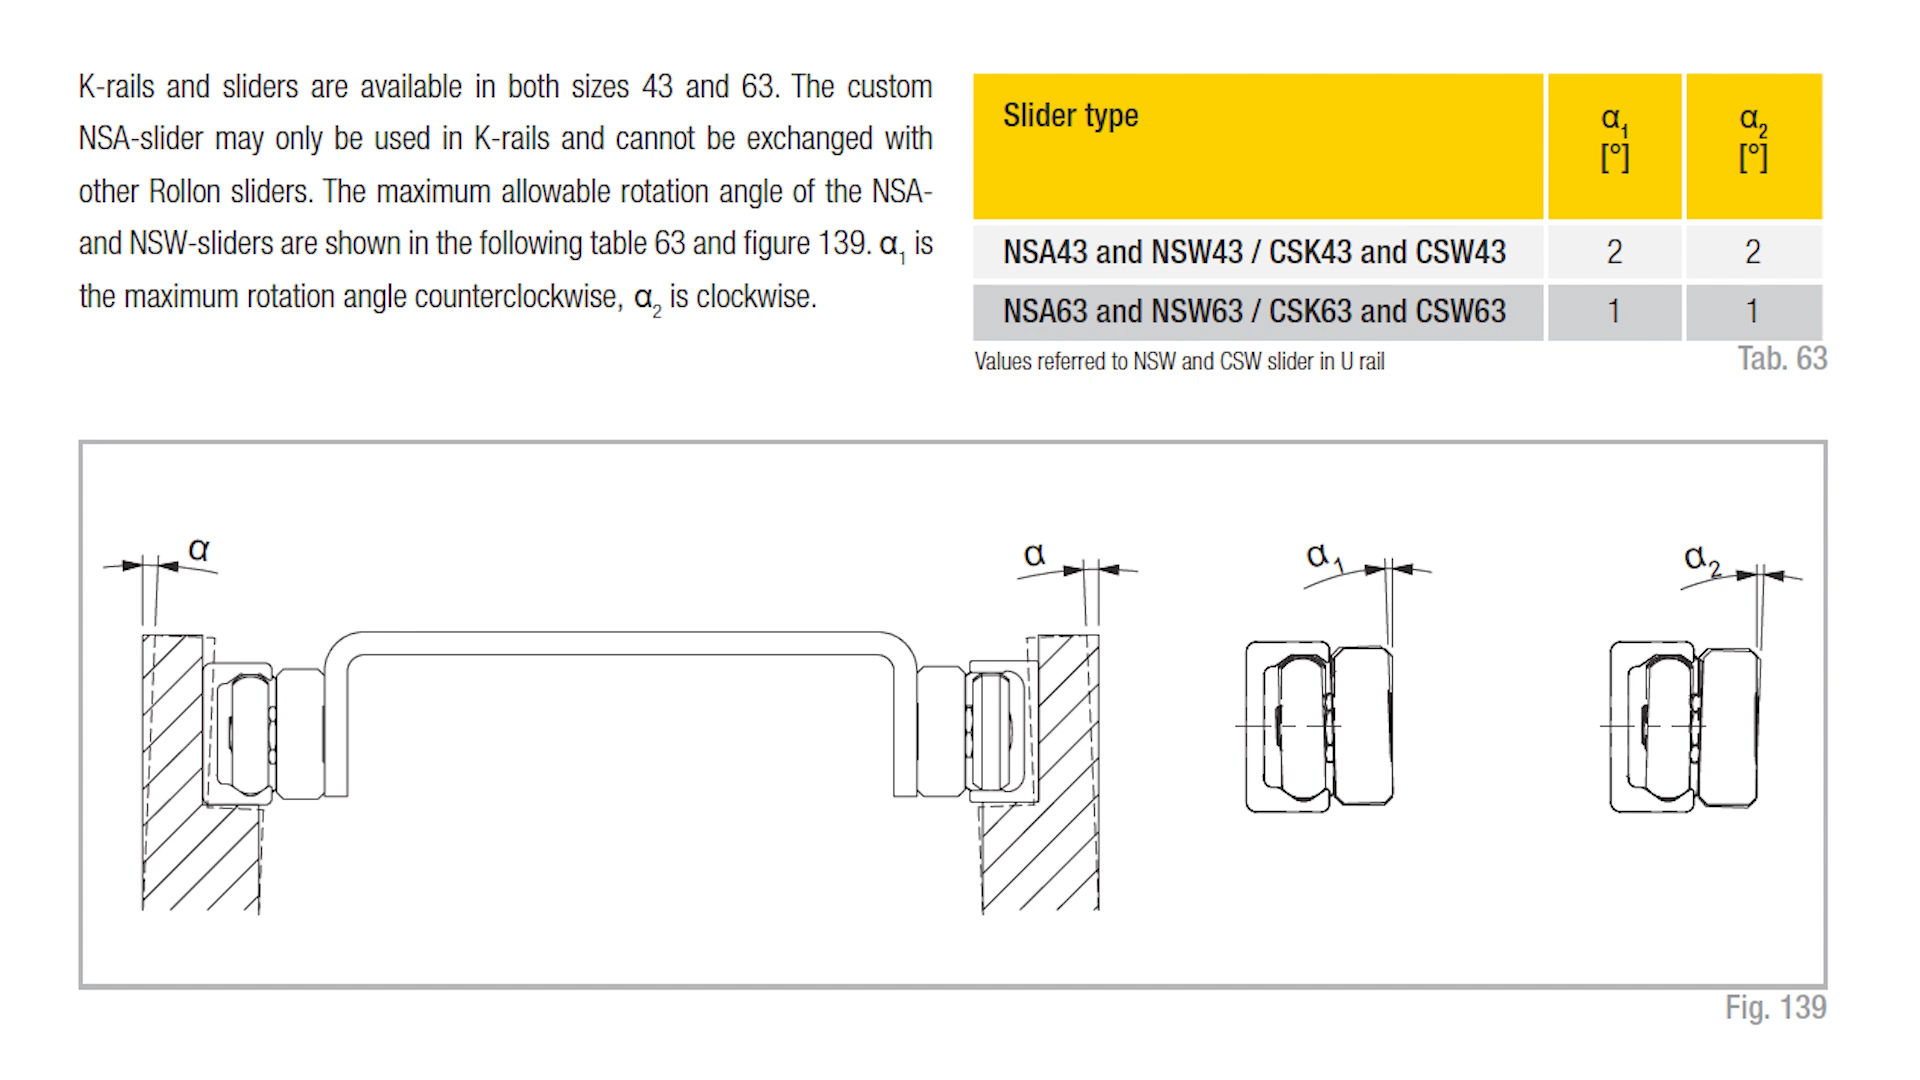 K-rails and sliders are available in both sizes 43 and 63. The custom
NSA-slider may only be used in K-rails and cannot be exchanged with
other Rollon sliders. The maximum allowable rotation angle of the NSA-
and NSW-sliders are shown in the following table 63 and figure 139. α₁ is
the maximum rotation angle counterclockwise, α₂ is clockwise.
Slider type α₁ [°] α₂ [°]
NSA43 and NSW43 / CSK43 and CSW43 2 2
NSA63 and NSW63 / CSK63 and CSW63 1 1
Values referred to NSW and CSW slider in U rail
Tab. 63
α α α₁ α₂
Fig. 139